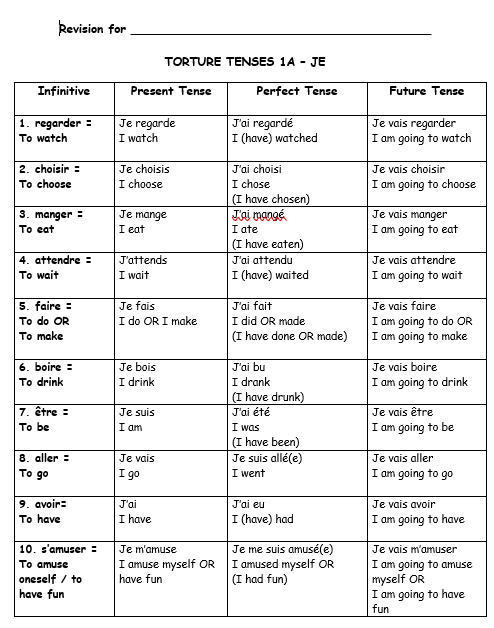 Revision for ___________________________________________
TORTURE TENSES 1A – JE
Infinitive Present Tense Perfect Tense Future Tense
1. regarder = Je regarde J'ai regardé Je vais regarder
To watch I watch I (have) watched I am going to watch
2. choisir = Je choisis J'ai choisi Je vais choisir
To choose I choose I chose I am going to choose
(I have chosen)
3. manger = Je mange J'ai mangé Je vais manger
To eat I eat I ate I am going to eat
(I have eaten)
4. attendre = J'attends J'ai attendu Je vais attendre
To wait I wait I (have) waited I am going to wait
5. faire = Je fais J'ai fait Je vais faire
To do OR I do OR I make I did OR made I am going to do OR
To make (I have done OR made) I am going to make
6. boire = Je bois J'ai bu Je vais boire
To drink I drink I drank I am going to drink
(I have drunk)
7. être = Je suis J'ai été Je vais être
To be I am I was I am going to be
(I have been)
8. aller = Je vais Je suis allé(e) Je vais aller
To go I go I went I am going to go
9. avoir= J'ai J'ai eu Je vais avoir
To have I have I (have) had I am going to have
10. s'amuser = Je m'amuse Je me suis amusé(e) Je vais m'amuser
To amuse I amuse myself OR I amused myself OR I am going to amuse
oneself / to have fun (I had fun) myself OR
have fun I am going to have
fun